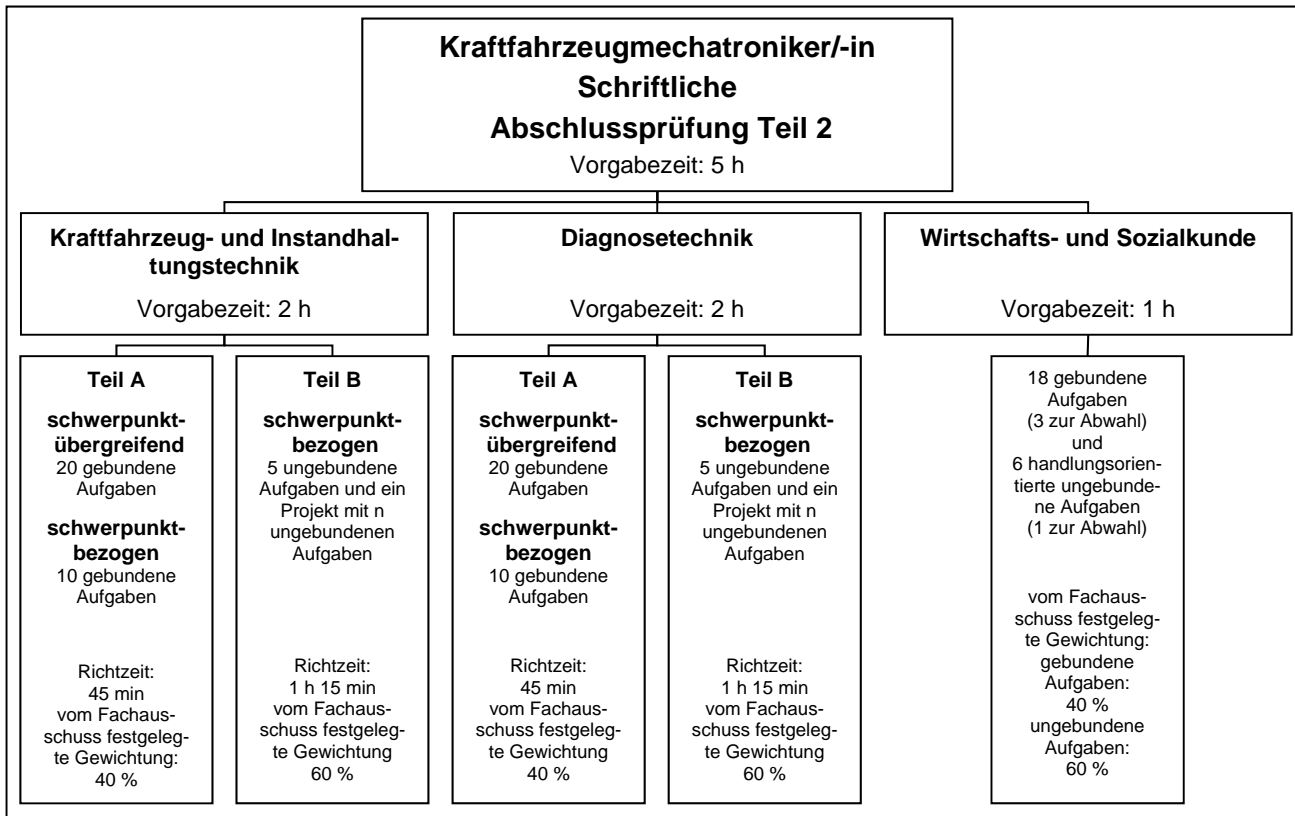 Kraftfahrzeugmechatroniker/-in
Schriftliche
Abschlussprüfung Teil 2
Vorgabezeit: 5 h
Kraftfahrzeug- und Instandhal-
tungstechnik
Vorgabezeit: 2 h
Diagnosetechnik
Vorgabezeit: 2 h
Wirtschafts- und Sozialkunde
Vorgabezeit: 1 h
Teil A
schwerpunkt-
übergreifend
20 gebundene
Aufgaben
schwerpunkt-
bezogen
10 gebundene
Aufgaben
Richtzeit:
45 min
vom Fachaus-
schuss festgeleg-
te Gewichtung:
40 %
Teil B
schwerpunkt-
bezogen
5 ungebundene
Aufgaben und ein
Projekt mit n
ungebundenen
Aufgaben
Richtzeit:
1 h 15 min
vom Fachaus-
schuss festgeleg-
te Gewichtung
60 %
Teil A
schwerpunkt-
übergreifend
20 gebundene
Aufgaben
schwerpunkt-
bezogen
10 gebundene
Aufgaben
Richtzeit:
45 min
vom Fachaus-
schuss festgeleg-
te Gewichtung
40 %
Teil B
schwerpunkt-
bezogen
5 ungebundene
Aufgaben und ein
Projekt mit n
ungebundenen
Aufgaben
Richtzeit:
1 h 15 min
vom Fachaus-
schuss festgeleg-
te Gewichtung
60 %
18 gebundene
Aufgaben
(3 zur Abwahl)
und
6 handlungsorien-
tierte ungebunde-
ne Aufgaben
(1 zur Abwahl)
vom Fachaus-
schuss festgeleg-
te Gewichtung:
gebundene
Aufgaben:
40 %
ungebundene
Aufgaben:
60 %